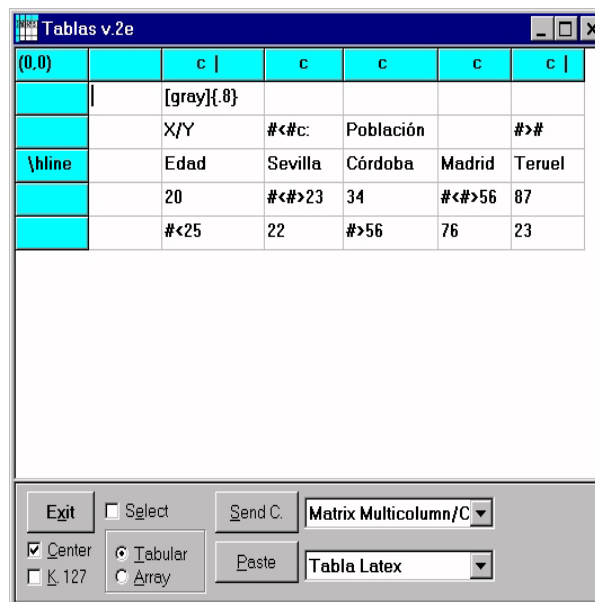 Tablas v.2e
(0,0) c | c c c c |
[gray]{.8}
X/Y #<#c: Población #>#
\hline Edad Sevilla Córdoba Madrid Teruel
20 #<#>23 34 #<#>56 87
#<25 22 #>56 76 23
Exit Select Send C. Matrix Multicolumn/C
Center Tabular
K. 127 Array Paste Tabla Latex